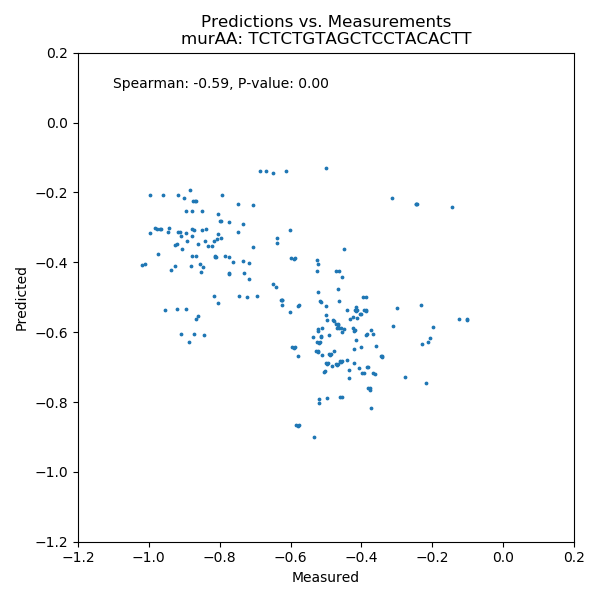 Predictions vs. Measurements
murAA: TCTCTGTAGCTCCTACACTT
Spearman: -0.59, P-value: 0.00
Predicted
0.2
0.0
−0.2
−0.4
−0.6
−0.8
−1.0
−1.2
−1.2 −1.0 −0.8 −0.6 −0.4 −0.2 0.0 0.2
Measured